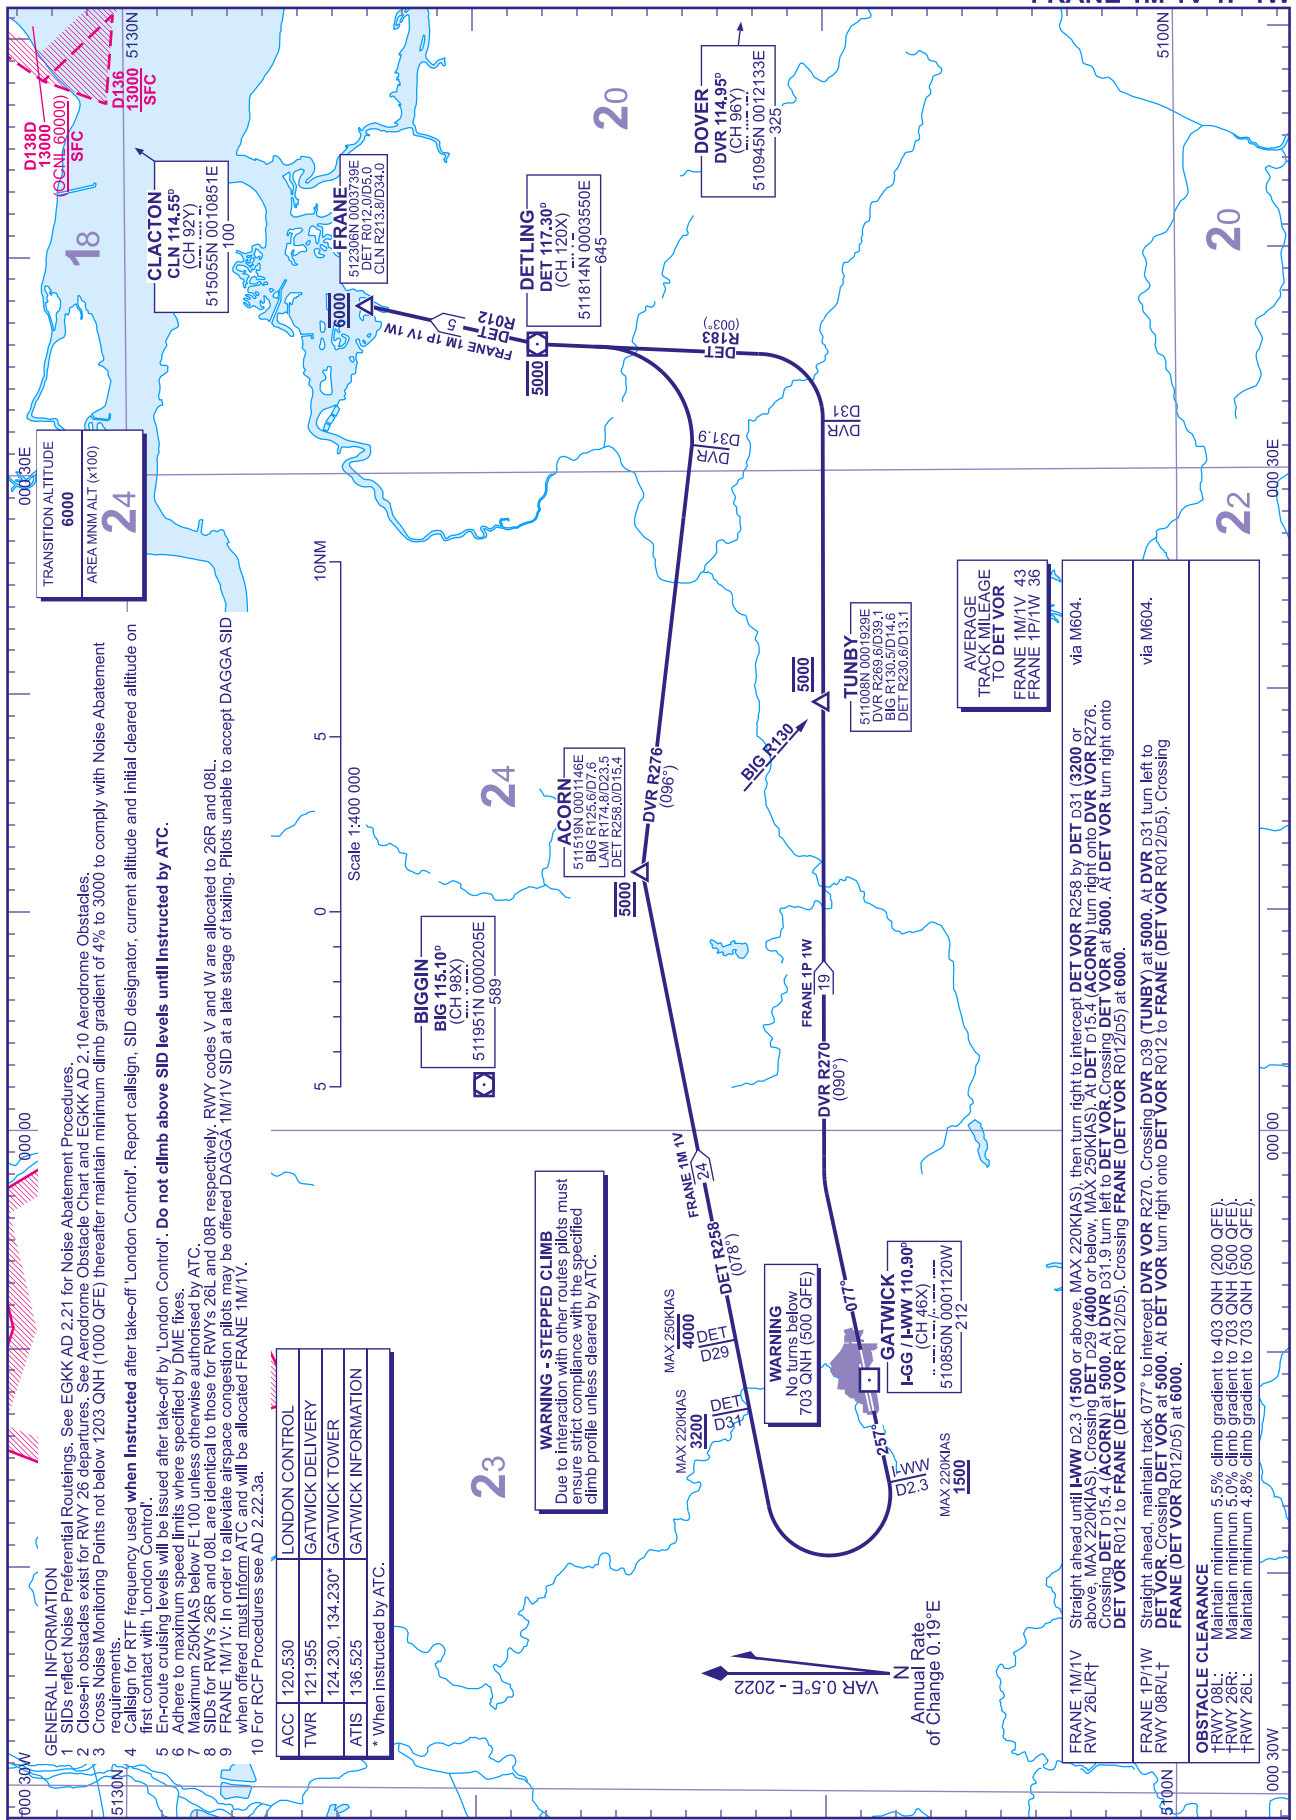 GENERAL INFORMATION
1 SIDs reflect Noise Preferential Routeings. See EGKK AD 2.21 for Noise Abatement Procedures.
2 Close-in obstacles exist for RWY 26 departures. See Aerodrome Obstacle Chart and EGKK AD 2.10 Aerodrome Obstacles.
3 Cross Noise Monitoring Points not below 1203 QNH (1000 QFE) thereafter maintain minimum climb gradient of 4% to 3000 to comply with Noise Abatement
requirements.
4 Callsign for RTF frequency used when Instructed after take-off 'London Control'. Report callsign, SID designator, current altitude and initial cleared altitude on
first contact with 'London Control'.
5 En-route cruising levels will be issued after take-off by 'London Control'. Do not climb above SID levels until Instructed by ATC.
6 Adhere to maximum speed limits where specified by DME fixes.
7 Maximum 250KIAS below FL100 unless otherwise authorised by ATC.
8 SIDs for RWYs 26R and 08L are identical to those for RWYs 26L and 08R respectively. RWY codes V and W are allocated to 26R and 08L.
9 FRANE 1M/1V: In order to alleviate airspace congestion pilots may be offered DAGGA 1M/1V SID at a late stage of taxiing. Pilots unable to accept DAGGA SID
when offered must Inform ATC and will be allocated FRANE 1M/1V.
10 For RCF Procedures see AD 2.22.3a.
ACC 120.530 LONDON CONTROL
TWR 121.955 GATWICK DELIVERY
124.230, 134.230* GATWICK TOWER
ATIS 136.525 GATWICK INFORMATION
* When instructed by ATC.
TRANSITION ALTITUDE
6000
AREA MNM ALT (x100)
24
000 30W
000 00
000 30E
5130N
5130N
D138D
13000
(OCNL 60000)
SFC
D136
13000
SFC
18
CLACTON
CLN 114.55D
(CH 92Y)
515055N 0010851E
100
Scale 1:400 000
5
0
5
10NM
6000
FRANE
512306N 0003739E
DET R012.0/D5.0
CLN R213.8/D34.0
FRANE 1M 1P 1V 1W
5
DET
R012
BIGGIN
BIG 115.10D
(CH 98X)
511951N 0000205E
589
23
24
20
DETLING
DET 117.30D
(CH 120X)
511814N 0003550E
645
5000
WARNING - STEPPED CLIMB
Due to interaction with other routes pilots must
ensure strict compliance with the specified
climb profile unless cleared by ATC.
ACORN
511519N 0001146E
BIG R125.6/D7.6
LAM R174.8/D23.5
DET R258.0/D15.4
5000
DVR R276
(096°)
DVR
D31.9
DET
R183
(003°)
DOVER
DVR 114.95D
(CH 96Y)
510945N 0012133E
325
MAX 220KIAS
3200
DET
D31
MAX 250KIAS
4000
DET
D29
DET R258
(078°)
FRANE 1M 1V
24
WARNING
No turns below
703 QNH (500 QFE)
BIG R130
5000
TUNBY
511008N 0001929E
DVR R269.6/D39.1
BIG R130.5/D14.6
DET R230.6/D13.1
FRANE 1P 1W
19
DVR R270
(090°)
DVR
D31
077°
257°
GATWICK
I-GG / I-WW 110.90D
(CH 46X)
510850N 0001120W
212
I-WW
D2.3
MAX 220KIAS
1500
VAR 0.5°E - 2022
N
Annual Rate
of Change 0.19°E
AVERAGE
TRACK MILEAGE
TO DET VOR
FRANE 1M/1V 43
FRANE 1P/1W 36
20
22
5100N
5100N
FRANE 1M/1V
RWY 26L/R†
Straight ahead until I-WW D2.3 (1500 or above, MAX 220KIAS), then turn right to intercept DET VOR R258 by DET D31 (3200 or
above, MAX 220KIAS). Crossing DET D29 (4000 or below, MAX 250KIAS). At DET D15.4 (ACORN) turn right onto DVR VOR R276.
Crossing DET D15.4 (ACORN) at 5000. At DVR D31.9 turn left to DET VOR. Crossing DET VOR at 5000. At DET VOR turn right onto
DET VOR R012 to FRANE (DET VOR R012/D5). Crossing FRANE (DET VOR R012/D5) at 6000.
via M604.
FRANE 1P/1W
RWY 08R/L†
Straight ahead, maintain track 077° to intercept DVR VOR R270. Crossing DVR D39 (TUNBY) at 5000. At DVR D31 turn left to
DET VOR. Crossing DET VOR at 5000. At DET VOR turn right onto DET VOR R012 to FRANE (DET VOR R012/D5). Crossing
FRANE (DET VOR R012/D5) at 6000.
via M604.
OBSTACLE CLEARANCE
†RWY 08L: Maintain minimum 5.5% climb gradient to 403 QNH (200 QFE).
†RWY 26R: Maintain minimum 5.0% climb gradient to 703 QNH (500 QFE).
†RWY 26L: Maintain minimum 4.8% climb gradient to 703 QNH (500 QFE).
000 30W
000 00
000 30E